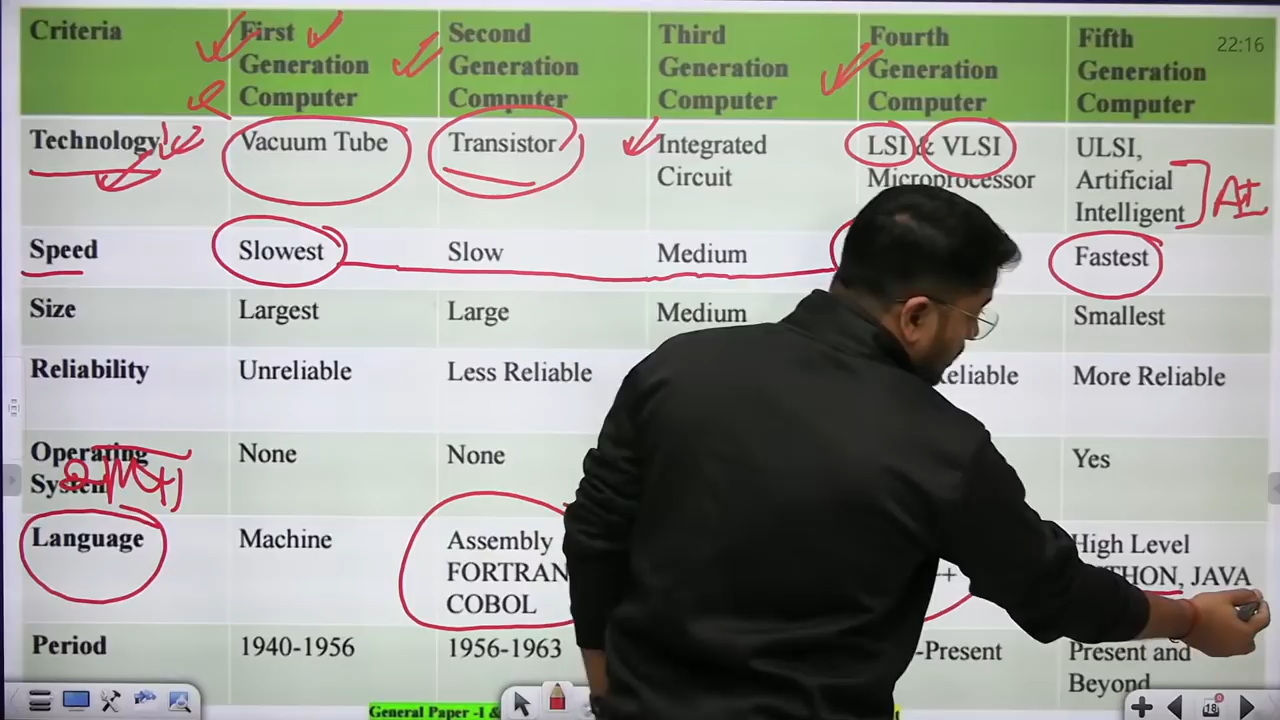 Criteria
First
Generation
Computer
Second
Generation
Computer
Third
Generation
Computer
Fourth
Generation
Computer
Fifth
Generation
Computer
22:16
Technology
Vacuum Tube
Transistor
Integrated
Circuit
LSI & VLSI
Microprocessor
ULSI,
Artificial
Intelligent
AI
Speed
Slowest
Slow
Medium
Fastest
Size
Largest
Large
Medium
Smallest
Reliability
Unreliable
Less Reliable
More Reliable
Operating
System
None
None
Yes
Language
Machine
Assembly
FORTRAN
COBOL
++
High Level
JAVA
Period
1940-1956
1956-1963
-Present
Present and
Beyond
General Paper -I &
18